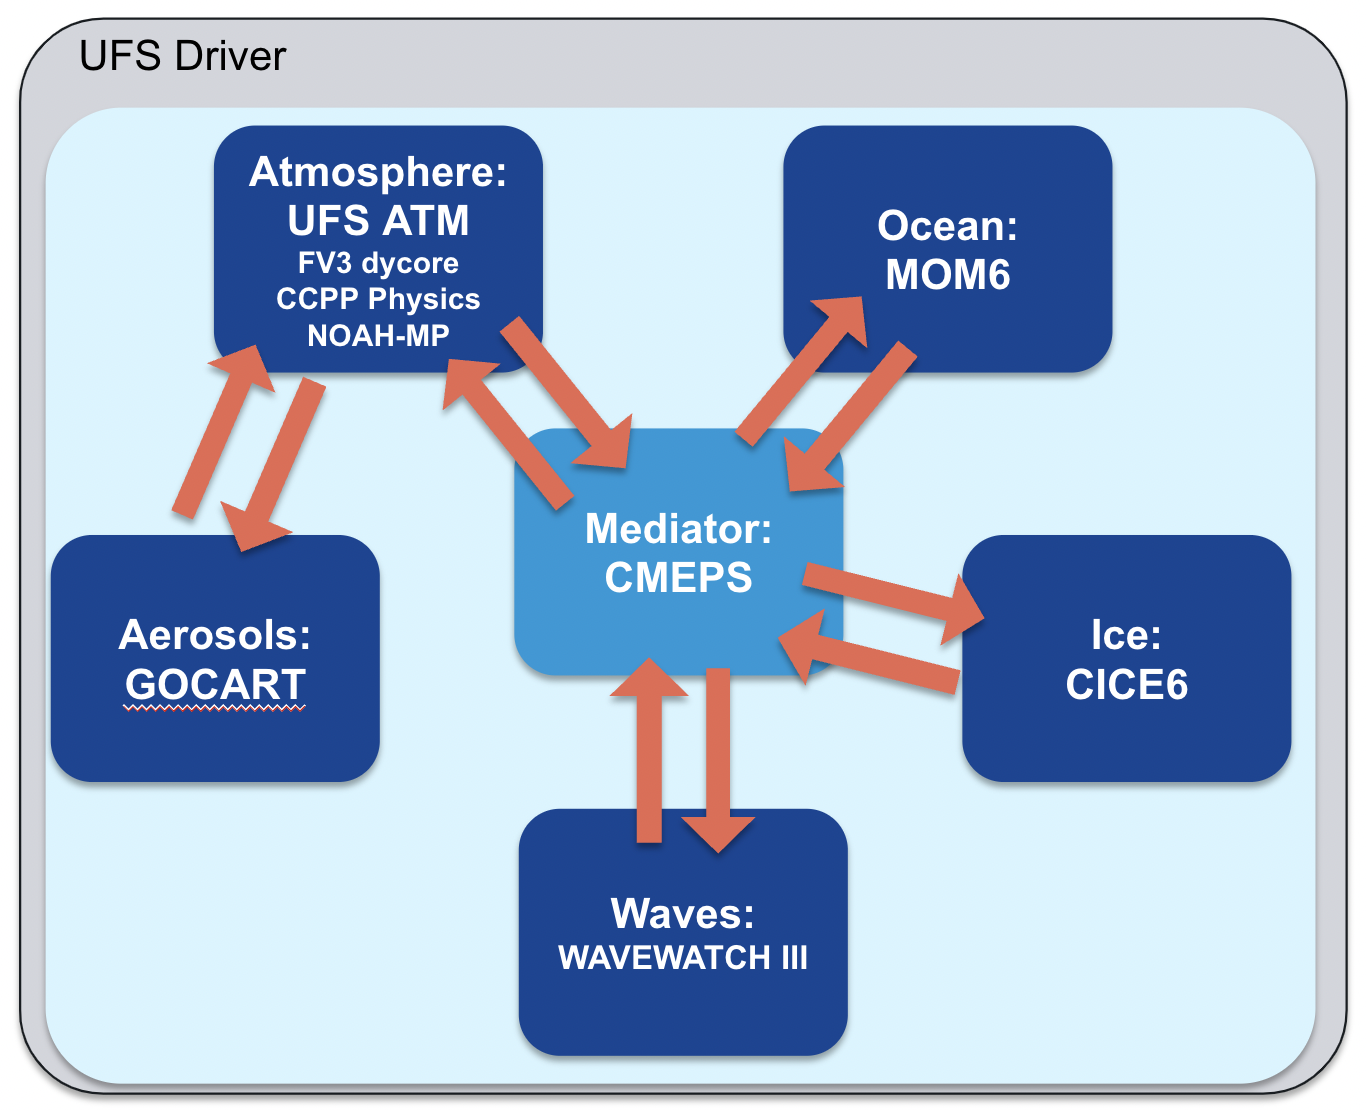 UFS Driver
Atmosphere:
UFS ATM
FV3 dycore
CCPP Physics
NOAH-MP
Ocean:
MOM6
Mediator:
CMEPS
Aerosols:
GOCART
Ice:
CICE6
Waves:
WAVEWATCH III